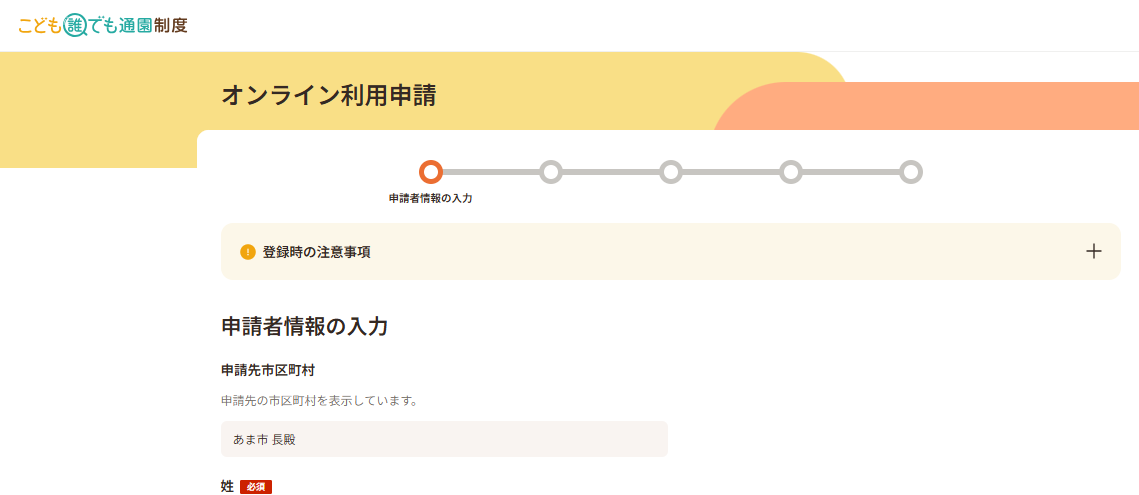 こども誰でも通園制度
オンライン利用申請
申請者情報の入力
登録時の注意事項
申請者情報の入力
申請先市区町村
申請先の市区町村を表示しています。
あま市 長殿
姓 必須